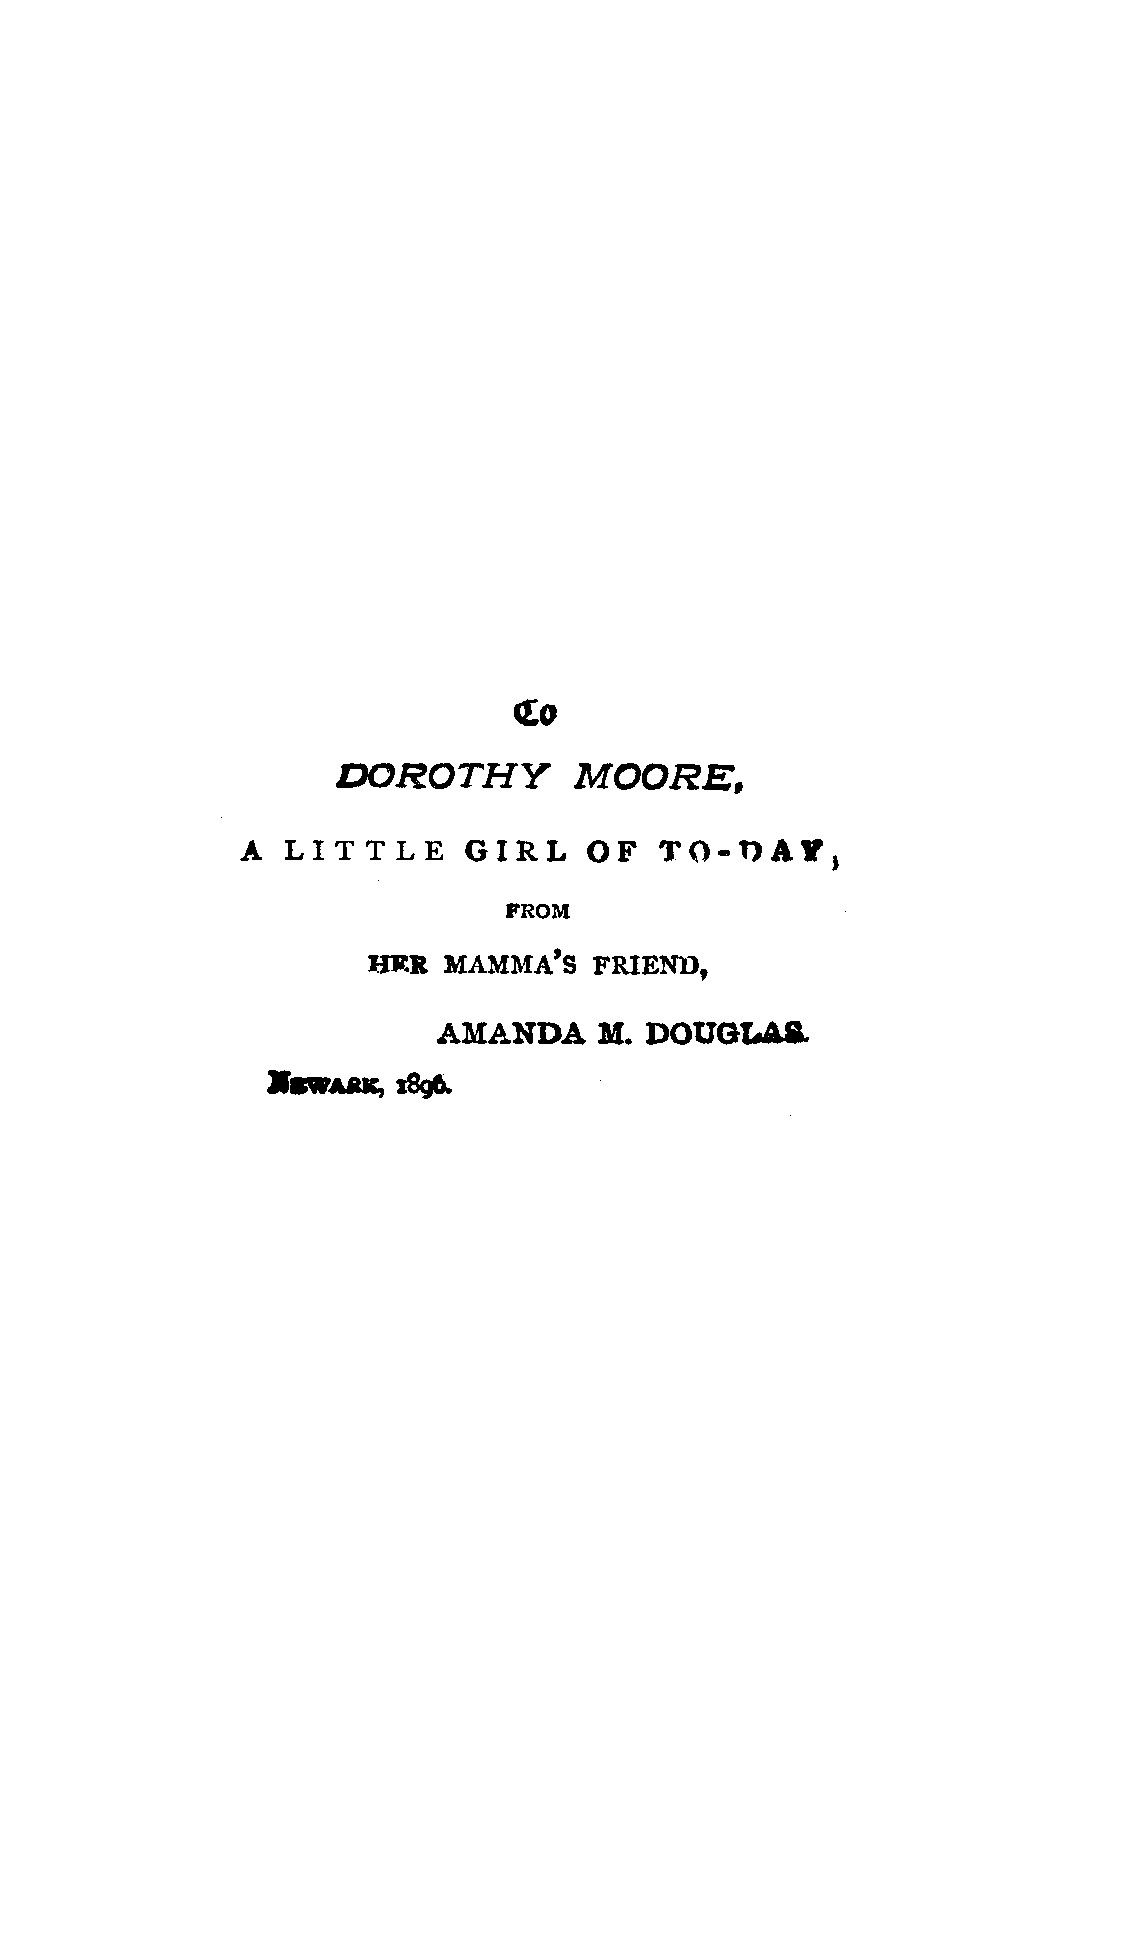 To
DOROTHY MOORE,
A LITTLE GIRL OF TO-DAY,
FROM
HER MAMMA'S FRIEND,
AMANDA M. DOUGLAS.
NEWARK, 1896.